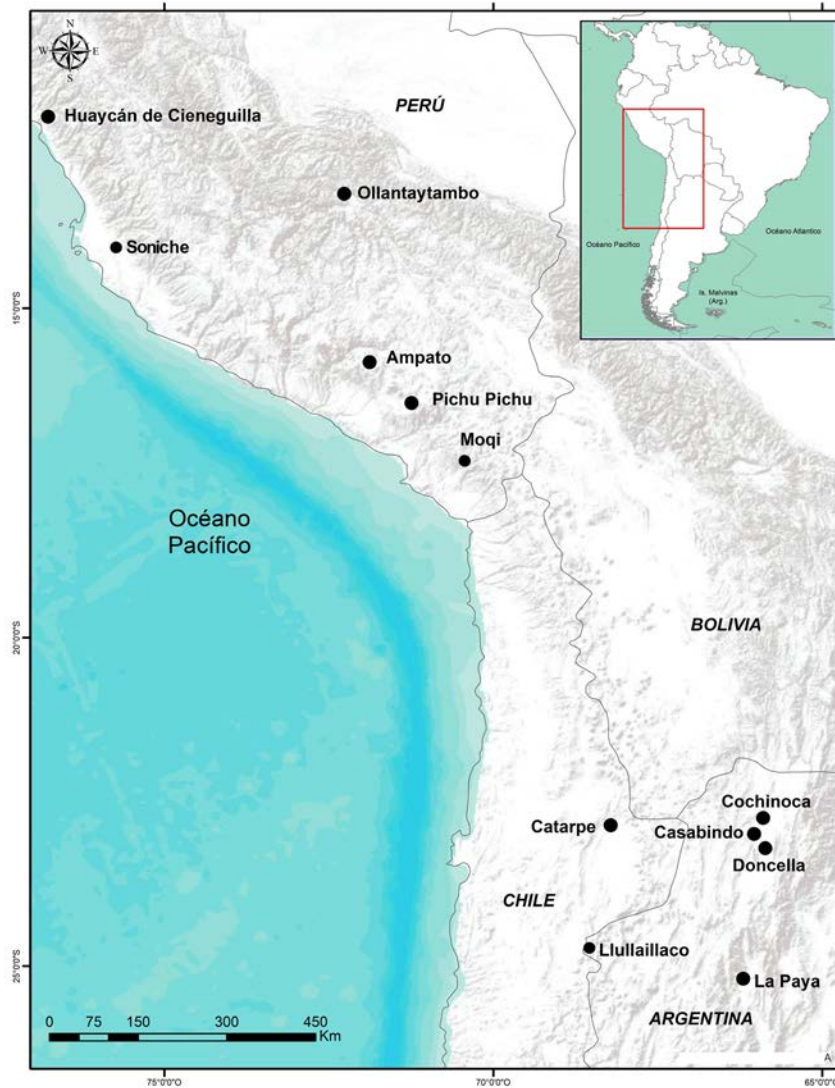 N
W
E
S
PERÚ
Huaycán de Cieneguilla
Ollantaytambo
Soniche
Océano Pacífico
Océano Atlantico
Is. Malvinas
(Arg.)
15°0'0"S
Ampato
Pichu Pichu
Moqi
Océano
Pacífico
BOLIVIA
20°0'0"S
Cochinoca
Catarpe
Casabindo
Doncella
CHILE
Llullaillaco
25°0'0"S
La Paya
ARGENTINA
0 75 150 300 450
Km
A
75°0'0"O
70°0'0"O
65°0'0"O